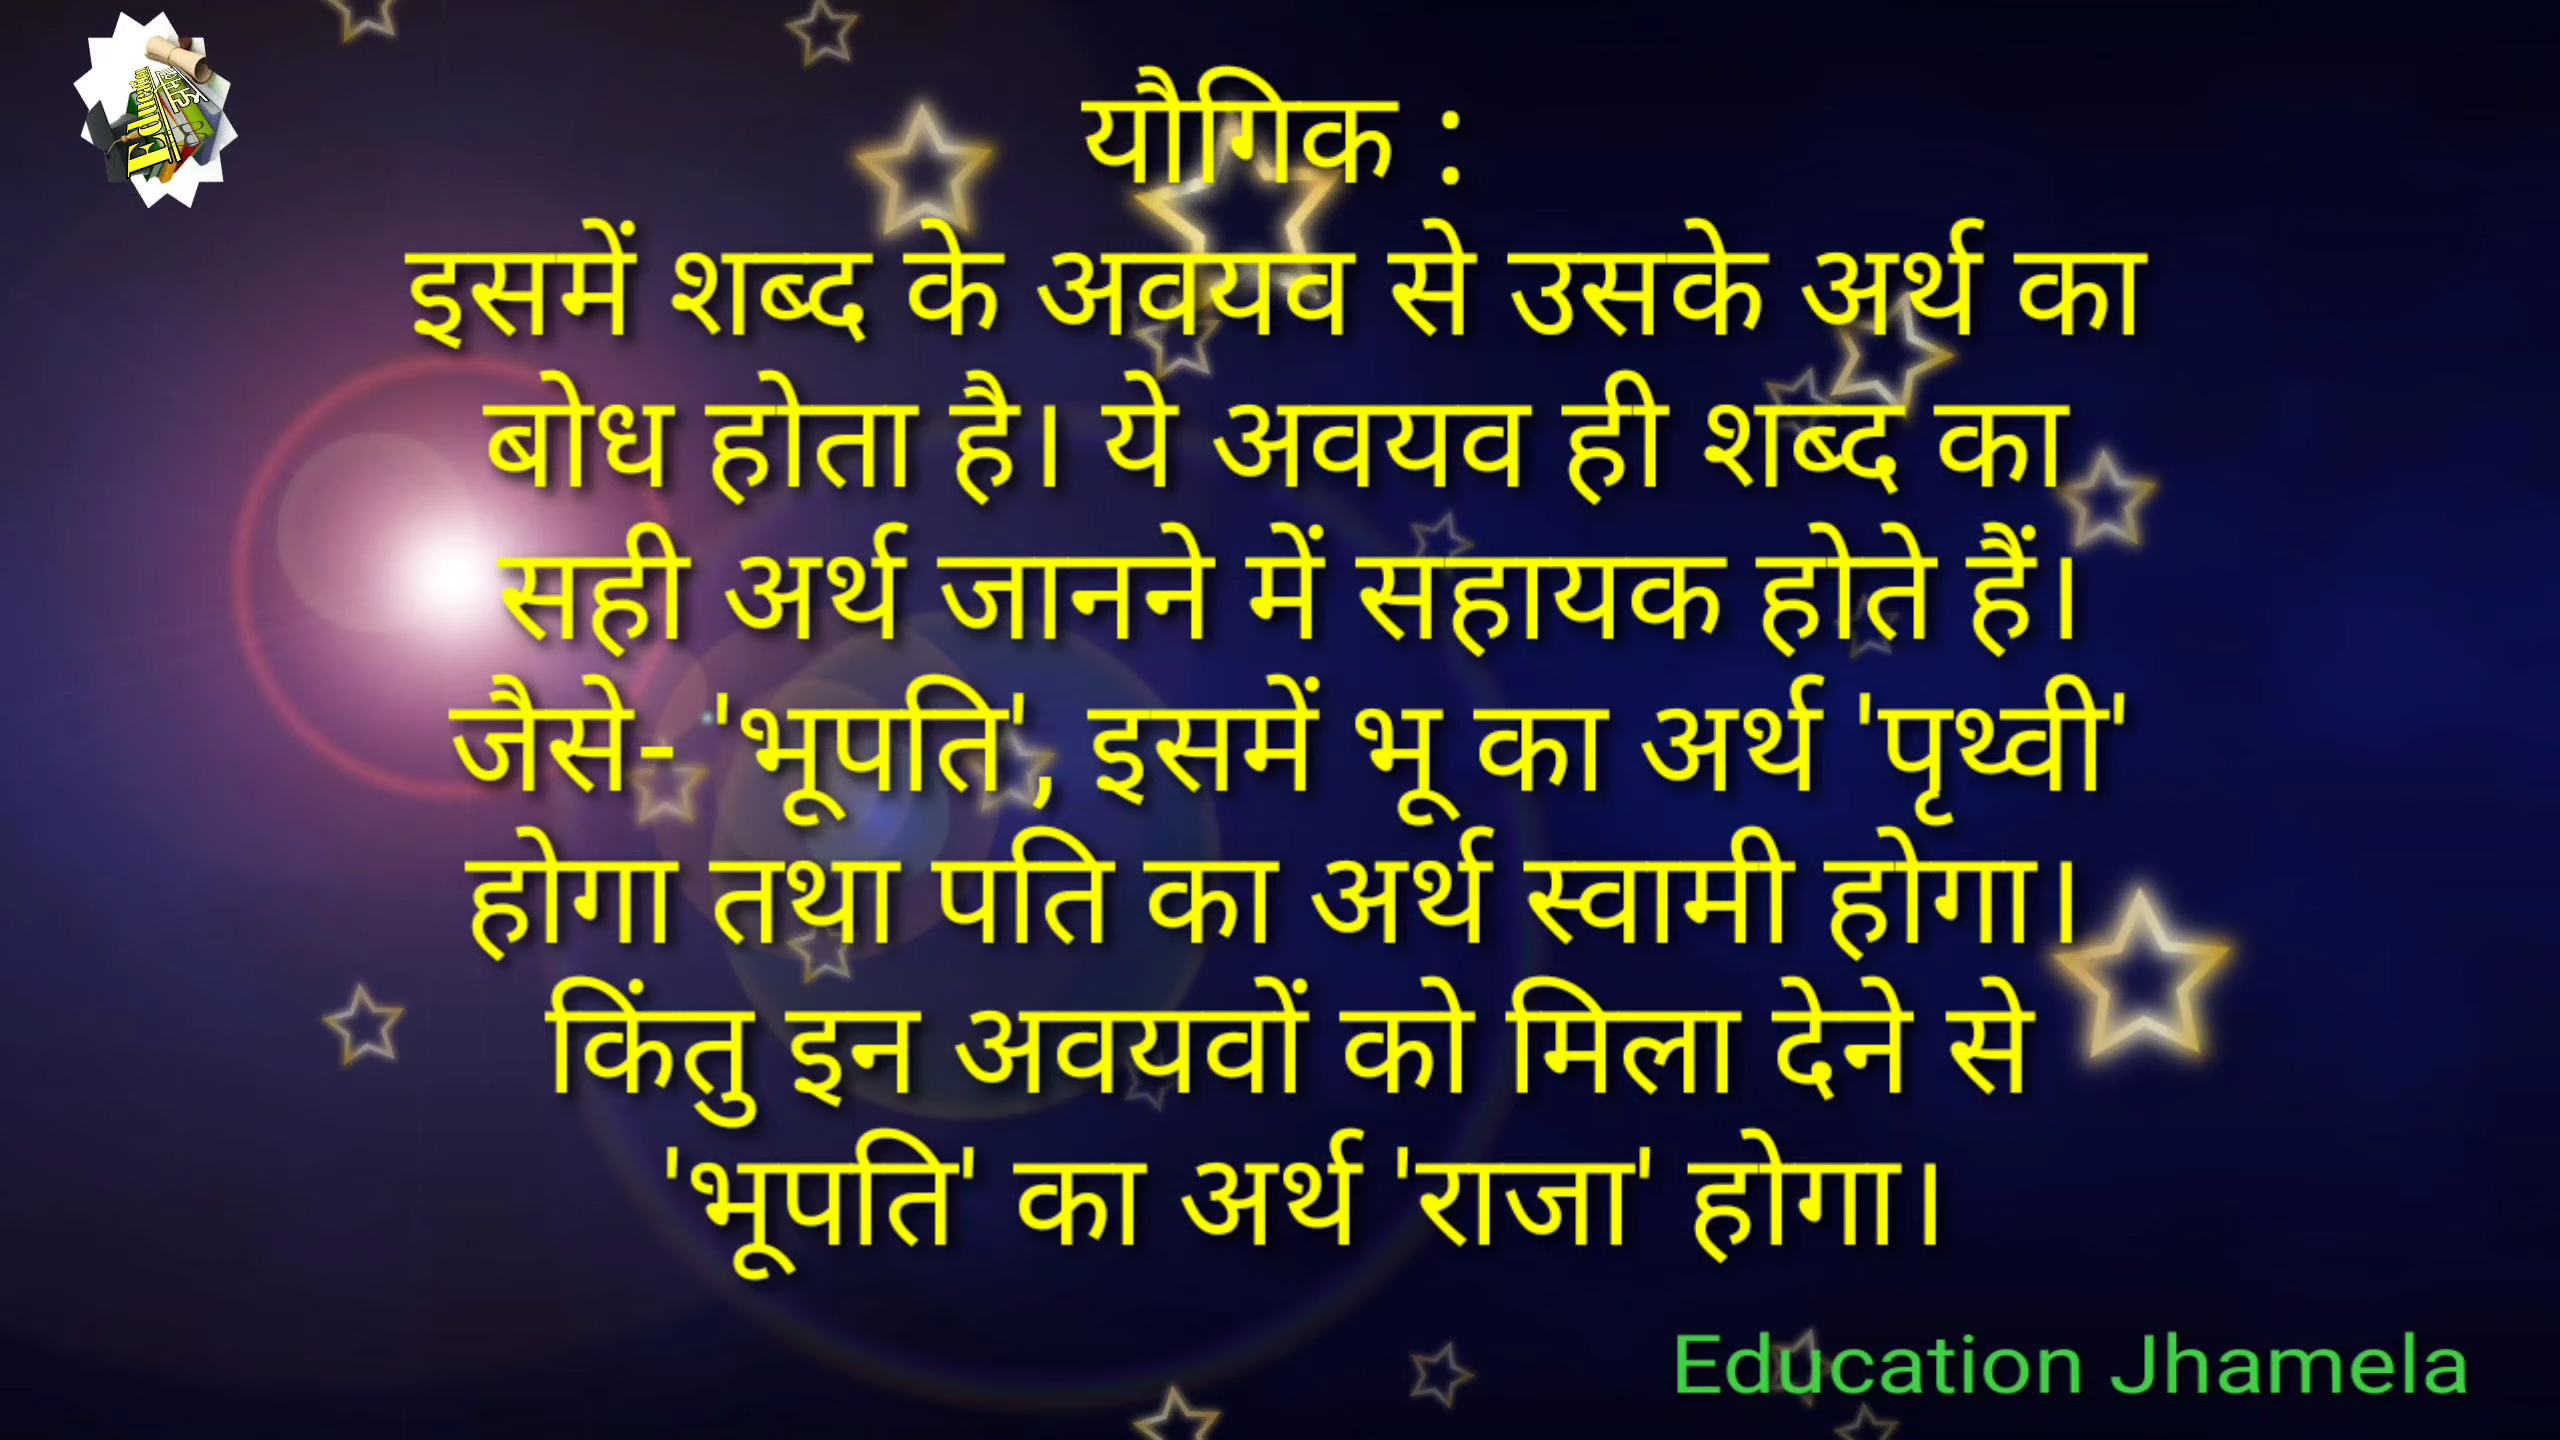 यौगिक :
इसमें शब्द के अवयव से उसके अर्थ का
बोध होता है। ये अवयव ही शब्द का
सही अर्थ जानने में सहायक होते हैं।
जैसे- 'भूपति', इसमें भू का अर्थ 'पृथ्वी'
होगा तथा पति का अर्थ स्वामी होगा।
किंतु इन अवयवों को मिला देने से
'भूपति' का अर्थ 'राजा' होगा।
Education Jhamela